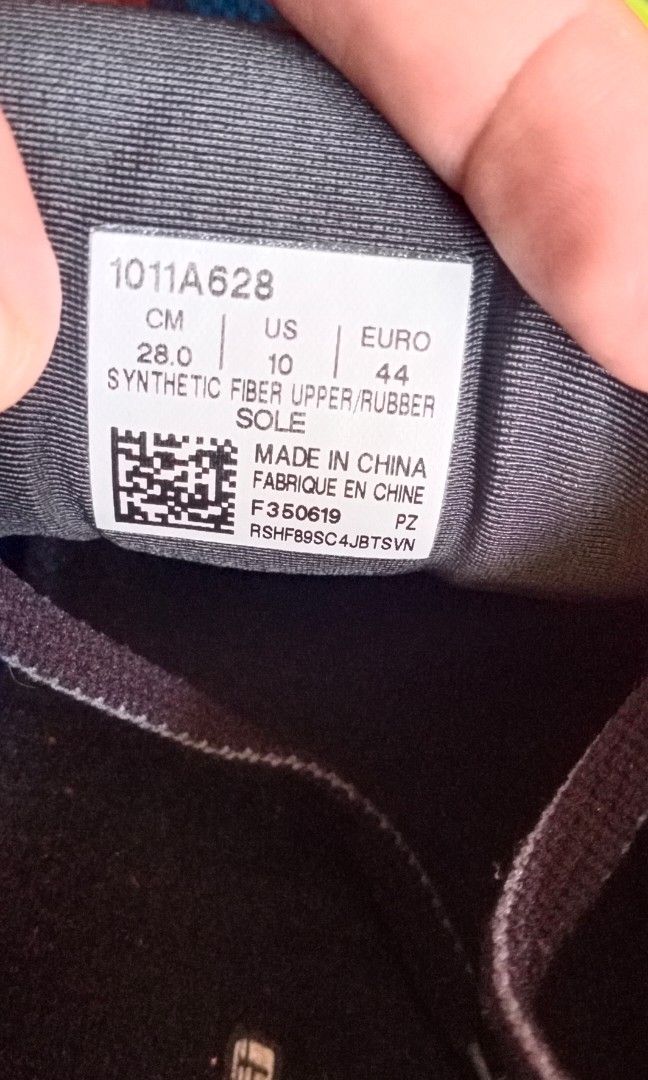 1011A628
CM | US | EURO
28.0 | 10 | 44
SYNTHETIC FIBER UPPER/RUBBER
SOLE
MADE IN CHINA
FABRIQUE EN CHINE
F350619 PZ
RSHF89SC4JBTSVN